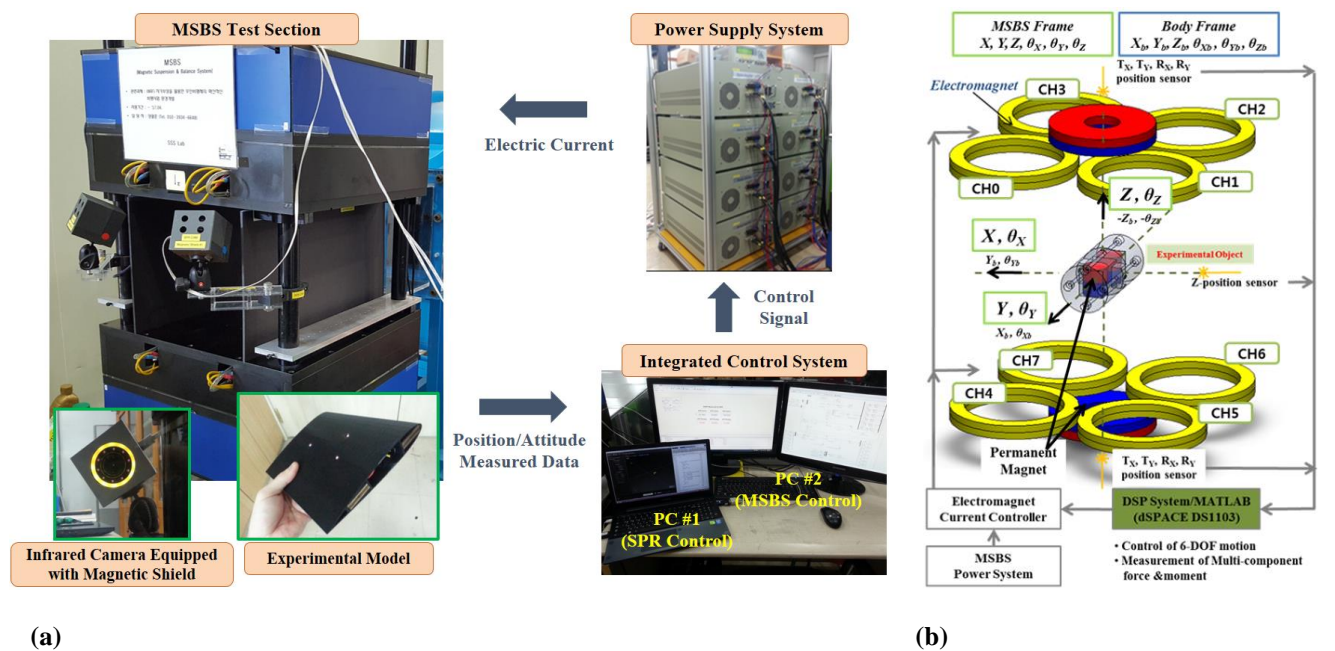 MSBS Test Section
MSBS
(Magnetic Suspension & Balance System)
EEE Lab
Infrared Camera Equipped
with Magnetic Shield
Experimental Model
Electric Current
Position/Attitude
Measured Data
Power Supply System
Control
Signal
Integrated Control System
PC #1
(SPR Control)
PC #2
(MSBS Control)
(a)
MSBS Frame
X, Y, Z, θX, θY, θZ
Body Frame
Xb, Yb, Zb, θXb, θYb, θZb
TX, TY, RX, RY
position sensor
Electromagnet
CH3
CH2
CH0
CH1
Z, θZ
-Zb, -θZb
X, θX
Yb, θYb
Experimental Object
Z-position sensor
Y, θY
Xb, θXb
CH7
CH6
CH4
CH5
Permanent
Magnet
TX, TY, RX, RY
position sensor
Electromagnet
Current Controller
DSP System/MATLAB
(dSPACE DS1103)
MSBS
Power System
• Control of 6-DOF motion
• Measurement of Multi-component
force &moment
(b)